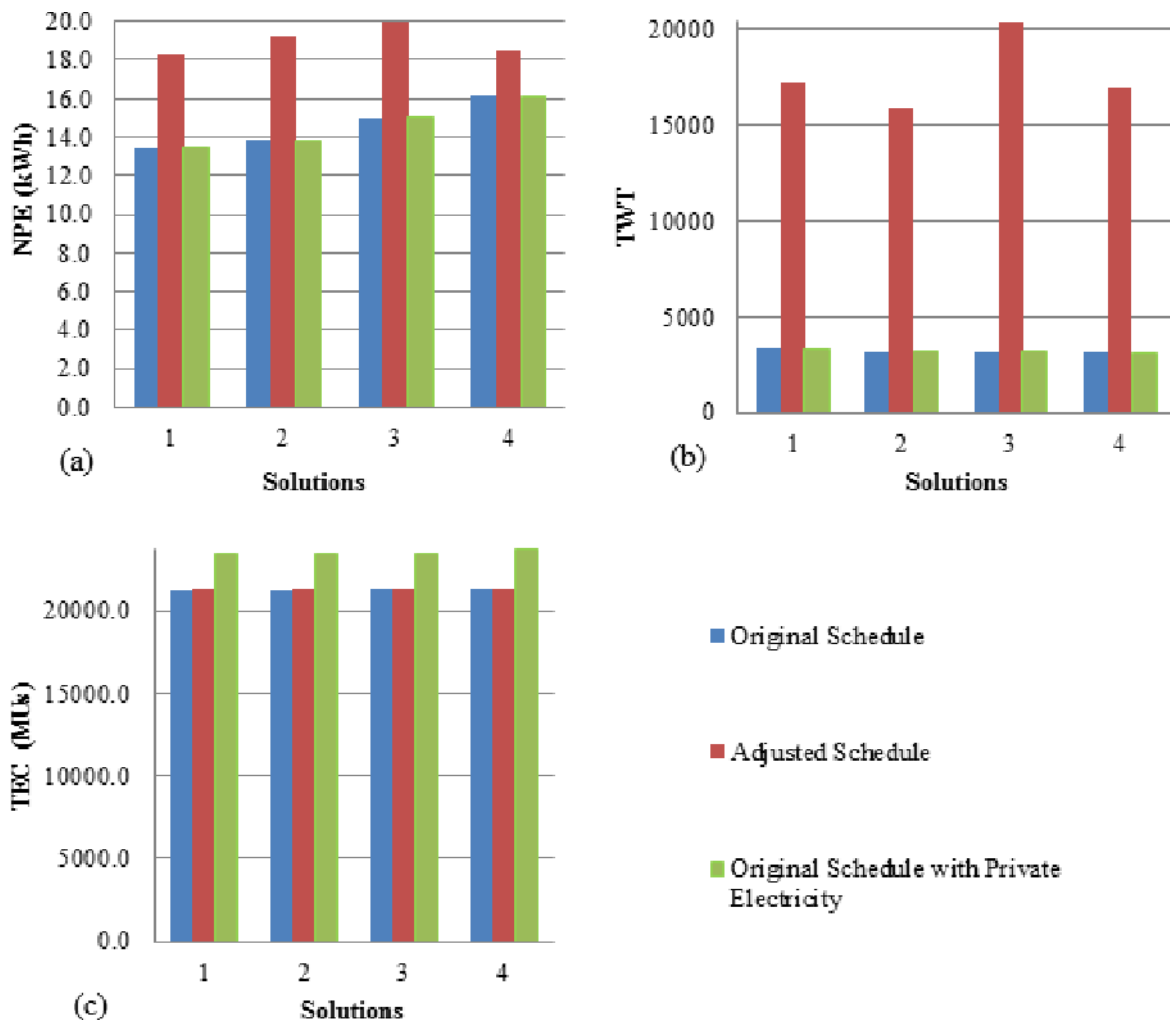 20.0
18.0
16.0
14.0
12.0
10.0
8.0
6.0
4.0
2.0
0.0
NPE (kWh)
1 2 3 4
(a)
Solutions
20000
15000
10000
5000
0
TWT
1 2 3 4
(b)
Solutions
20000.0
15000.0
10000.0
5000.0
0.0
TEC (MUs)
1 2 3 4
(c)
Solutions
Original Schedule
Adjusted Schedule
Original Schedule with Private
Electricity